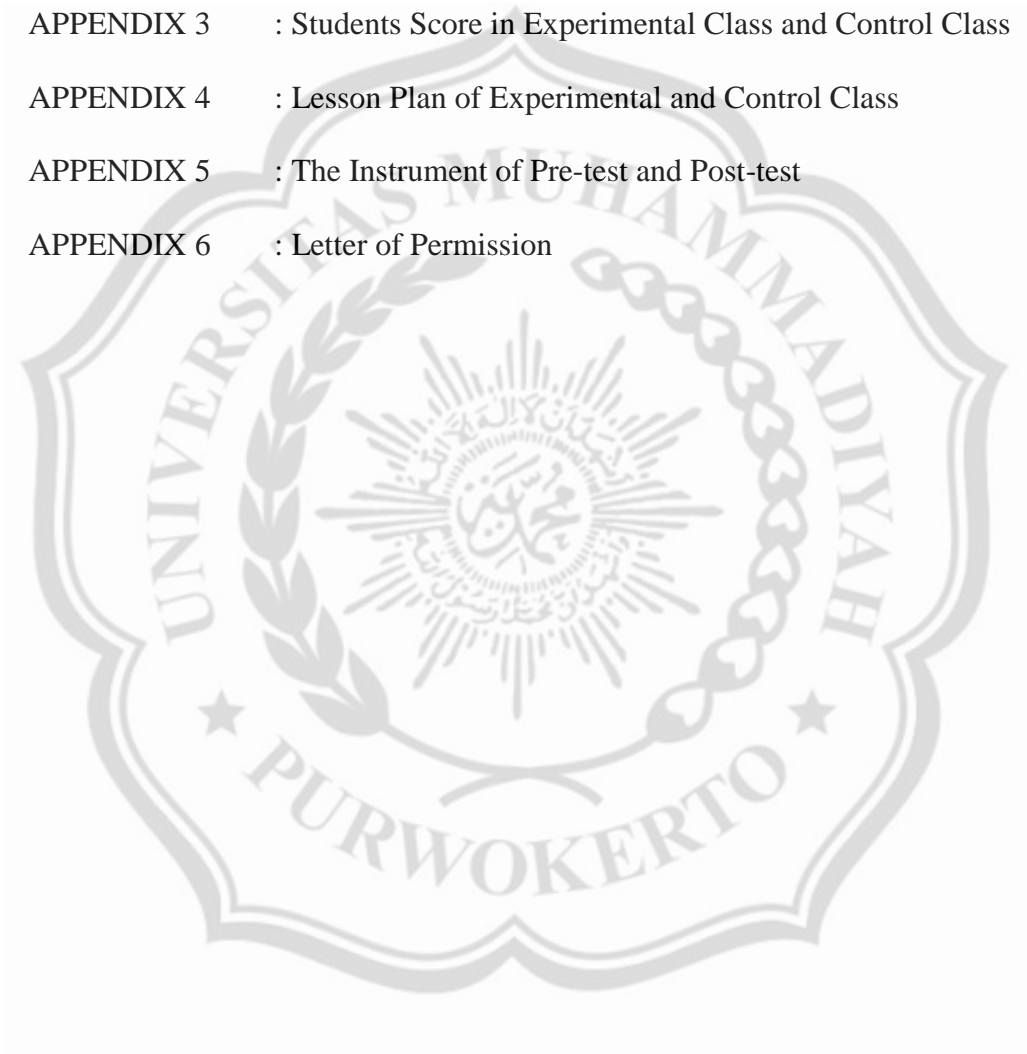 APPENDIX 3 : Students Score in Experimental Class and Control Class
APPENDIX 4 : Lesson Plan of Experimental and Control Class
APPENDIX 5 : The Instrument of Pre-test and Post-test
APPENDIX 6 : Letter of Permission
UNIVERSITAS MUHAMMADIYAH
PURWOKERTO